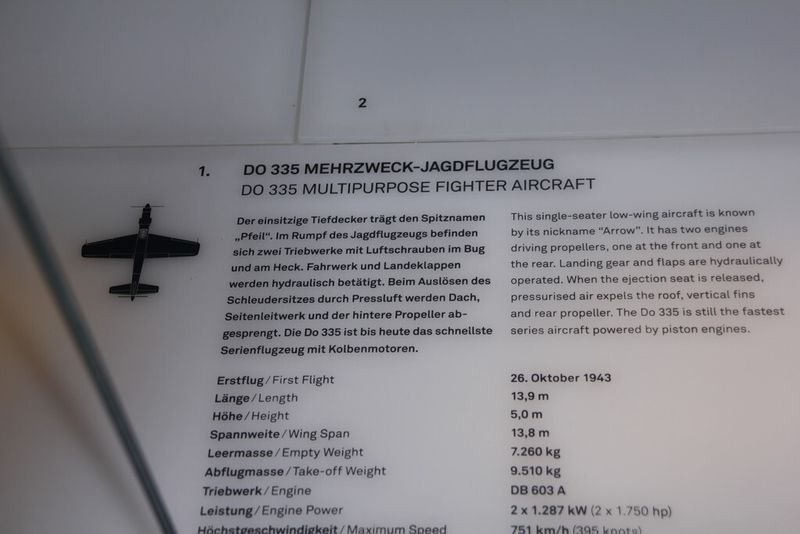 2
1. DO 335 MEHRZWECK-JAGDFLUGZEUG
DO 335 MULTIPURPOSE FIGHTER AIRCRAFT
Der einsitzige Tiefdecker trägt den Spitznamen
„Pfeil“. Im Rumpf des Jagdflugzeugs befinden
sich zwei Triebwerke mit Luftschrauben im Bug
und am Heck. Fahrwerk und Landeklappen
werden hydraulisch betätigt. Beim Auslösen des
Schleudersitzes durch Pressluft werden Dach,
Seitenleitwerk und der hintere Propeller ab-
gesprengt. Die Do 335 ist bis heute das schnellste
Serienflugzeug mit Kolbenmotoren.
This single-seater low-wing aircraft is known
by its nickname “Arrow”. It has two engines
driving propellers, one at the front and one at
the rear. Landing gear and flaps are hydraulically
operated. When the ejection seat is released,
pressurised air expels the roof, vertical fins
and rear propeller. The Do 335 is still the fastest
series aircraft powered by piston engines.
Erstflug / First Flight 26. Oktober 1943
Länge / Length 13,9 m
Höhe / Height 5,0 m
Spannweite / Wing Span 13,8 m
Leermasse / Empty Weight 7.260 kg
Abflugmasse / Take-off Weight 9.510 kg
Triebwerk / Engine DB 603 A
Leistung / Engine Power 2 x 1.287 kW (2 x 1.750 hp)
Höchstgeschwindigkeit / Maximum Speed 751 km/h (395 knots)